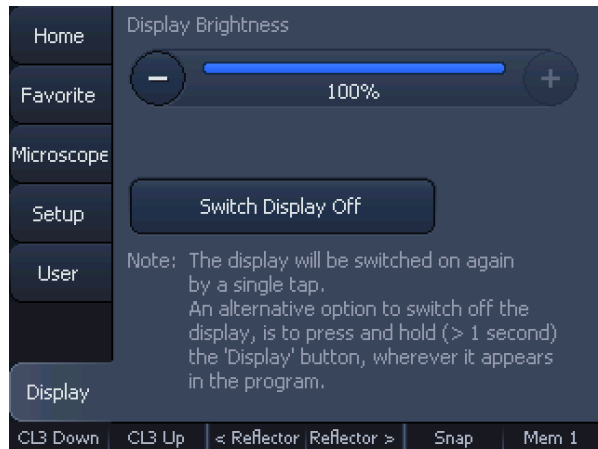 Home
Favorite
Microscope
Setup
User
Display
Display Brightness
−
+
100%
Switch Display Off
Note: The display will be switched on again
by a single tap.
An alternative option to switch off the
display, is to press and hold (> 1 second)
the 'Display' button, wherever it appears
in the program.
CL3 Down CL3 Up < Reflector Reflector > Snap Mem 1